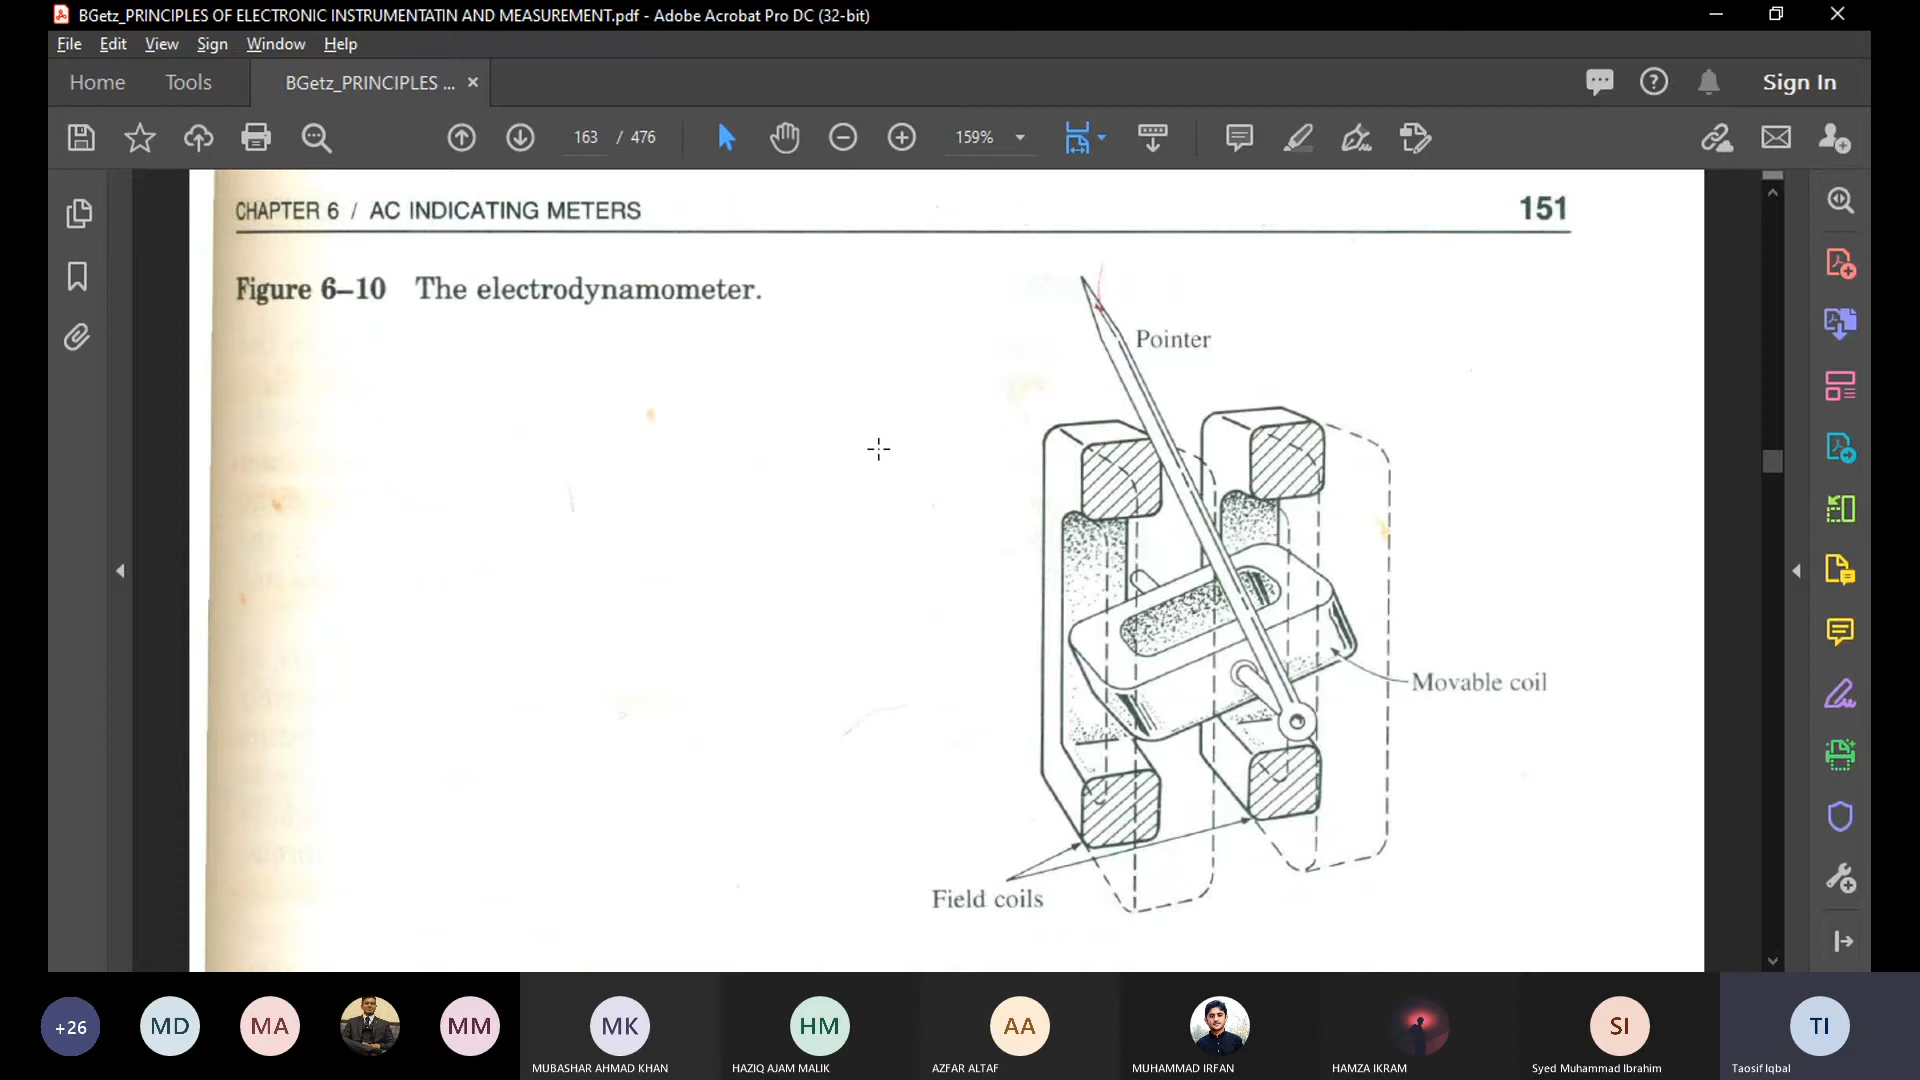 BGetz_PRINCIPLES OF ELECTRONIC INSTRUMENTATIN AND MEASUREMENT.pdf - Adobe Acrobat Pro DC (32-bit)
File Edit View Sign Window Help
Home Tools BGetz_PRINCIPLES ... × Sign In
163 / 476 159%
CHAPTER 6 / AC INDICATING METERS 151
Figure 6–10 The electrodynamometer.
Pointer
Movable coil
Field coils
+26 MD MA MM MK HM AA SI TI
MUBASHAR AHMAD KHAN HAZIQ AJAM MALIK AZFAR ALTAF MUHAMMAD IRFAN HAMZA IKRAM Syed Muhammad Ibrahim Taosif Iqbal